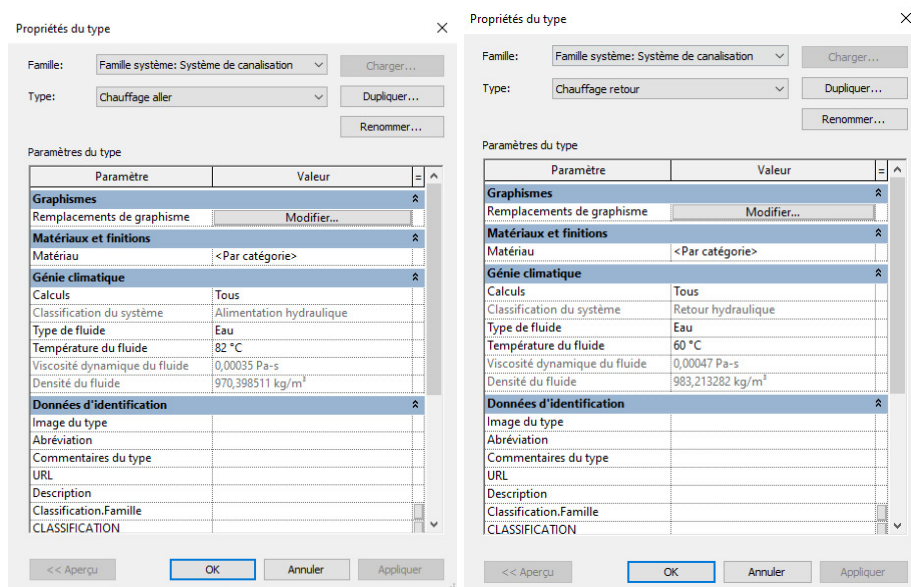 Propriétés du type
Famille: Famille système: Système de canalisation Charger...
Type: Chauffage aller Dupliquer...
Renommer...
Paramètres du type
Paramètre Valeur =
Graphismes
Remplacements de graphisme Modifier...
Matériaux et finitions
Matériau <Par catégorie>
Génie climatique
Calculs Tous
Classification du système Alimentation hydraulique
Type de fluide Eau
Température du fluide 82 °C
Viscosité dynamique du fluide 0,00035 Pa-s
Densité du fluide 970,398511 kg/m³
Données d'identification
Image du type
Abréviation
Commentaires du type
URL
Description
Classification.Famille
CLASSIFICATION
<< Aperçu OK Annuler Appliquer
Propriétés du type
Famille: Famille système: Système de canalisation Charger...
Type: Chauffage retour Dupliquer...
Renommer...
Paramètres du type
Paramètre Valeur =
Graphismes
Remplacements de graphisme Modifier...
Matériaux et finitions
Matériau <Par catégorie>
Génie climatique
Calculs Tous
Classification du système Retour hydraulique
Type de fluide Eau
Température du fluide 60 °C
Viscosité dynamique du fluide 0,00047 Pa-s
Densité du fluide 983,213282 kg/m³
Données d'identification
Image du type
Abréviation
Commentaires du type
URL
Description
Classification.Famille
CLASSIFICATION
<< Aperçu OK Annuler Appliquer